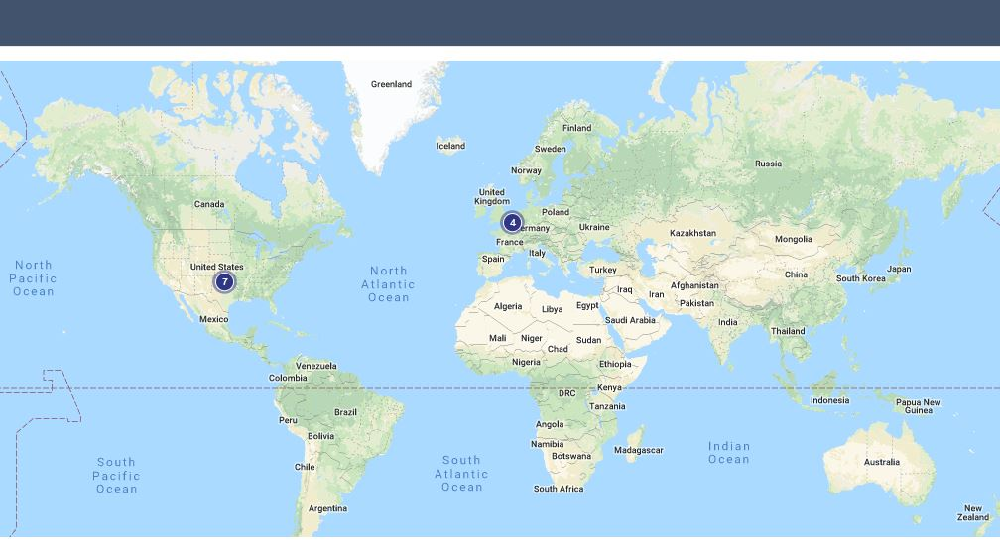 Greenland
Iceland
Finland
Sweden
Norway
Russia
United
Kingdom
Canada
Poland
4
ermany
Ukraine
Kazakhstan
France
Mongolia
Italy
Spain
United States
Turkey
China
Japan
South Korea
North
Pacific
Ocean
North
Atlantic
Ocean
7
Afghanistan
Iraq
Iran
Pakistan
Algeria
Libya
Egypt
Mexico
Saudi Arabia
India
Thailand
Mali
Niger
Sudan
Chad
Nigeria
Ethiopia
Venezuela
Colombia
Kenya
DRC
Indonesia
Papua New
Guinea
Tanzania
Brazil
Peru
Angola
Bolivia
Namibia
Madagascar
Botswana
Indian
Ocean
Chile
South
Pacific
Ocean
South
Atlantic
Ocean
Australia
South Africa
Argentina
New
Zealand